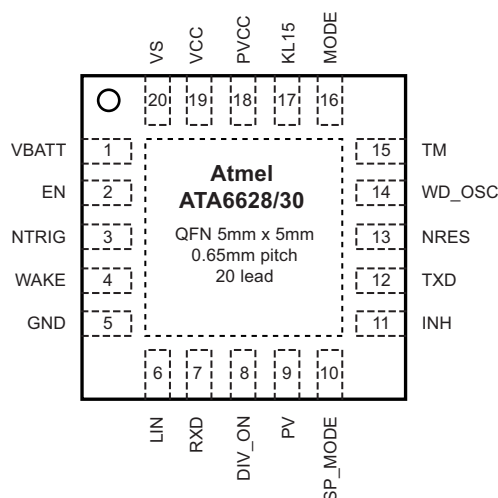 VS
VCC
PVCC
KL15
MODE
20
19
18
17
16
VBATT 1
EN 2
NTRIG 3
WAKE 4
GND 5
Atmel
ATA6628/30
QFN 5mm x 5mm
0.65mm pitch
20 lead
15 TM
14 WD_OSC
13 NRES
12 TXD
11 INH
6
7
8
9
10
LIN
RXD
DIV_ON
PV
SP_MODE